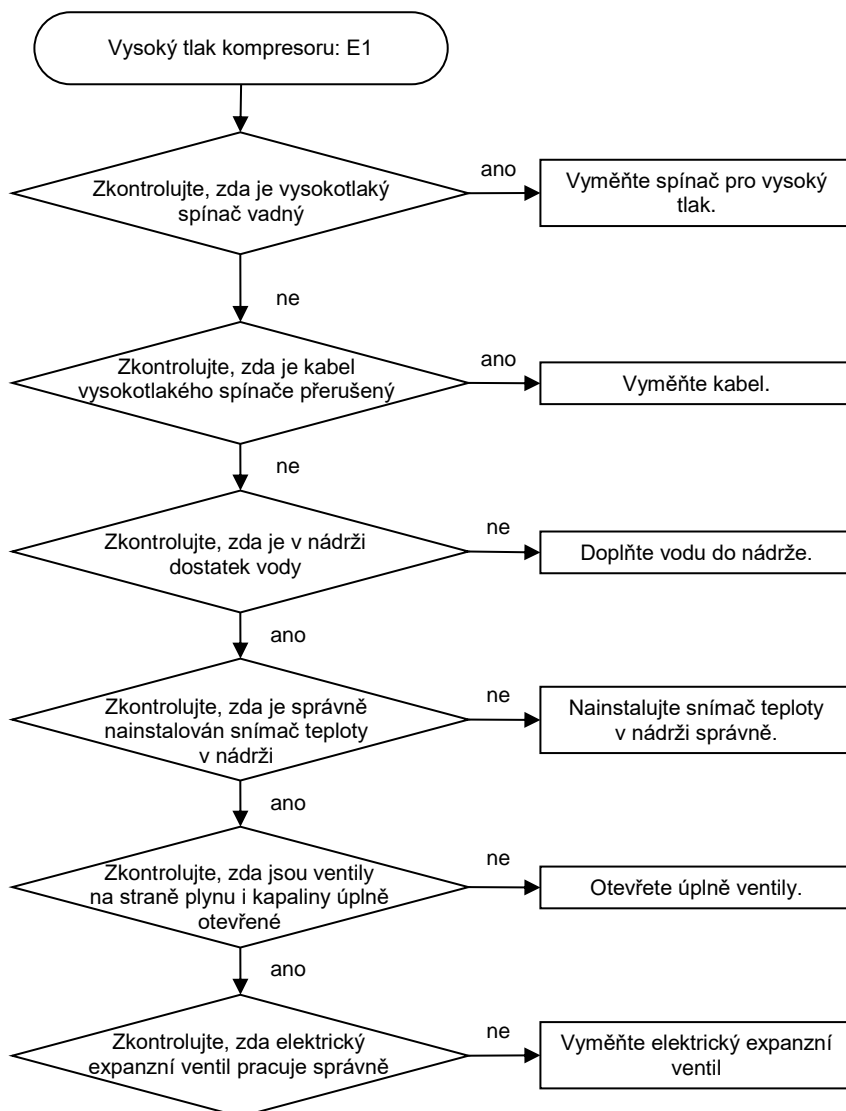 Vysoký tlak kompresoru: E1
Zkontrolujte, zda je vysokotlaký
spínač vadný
ano
Vyměňte spínač pro vysoký
tlak.
ne
Zkontrolujte, zda je kabel
vysokotlakého spínače přerušený
ano
Vyměňte kabel.
ne
Zkontrolujte, zda je v nádrži
dostatek vody
ne
Doplňte vodu do nádrže.
ano
Zkontrolujte, zda je správně
nainstalován snímač teploty
v nádrži
ne
Nainstalujte snímač teploty
v nádrži správně.
ano
Zkontrolujte, zda jsou ventily
na straně plynu i kapaliny úplně
otevřené
ne
Otevřete úplně ventily.
ano
Zkontrolujte, zda elektrický
expanzní ventil pracuje správně
ne
Vyměňte elektrický expanzní
ventil